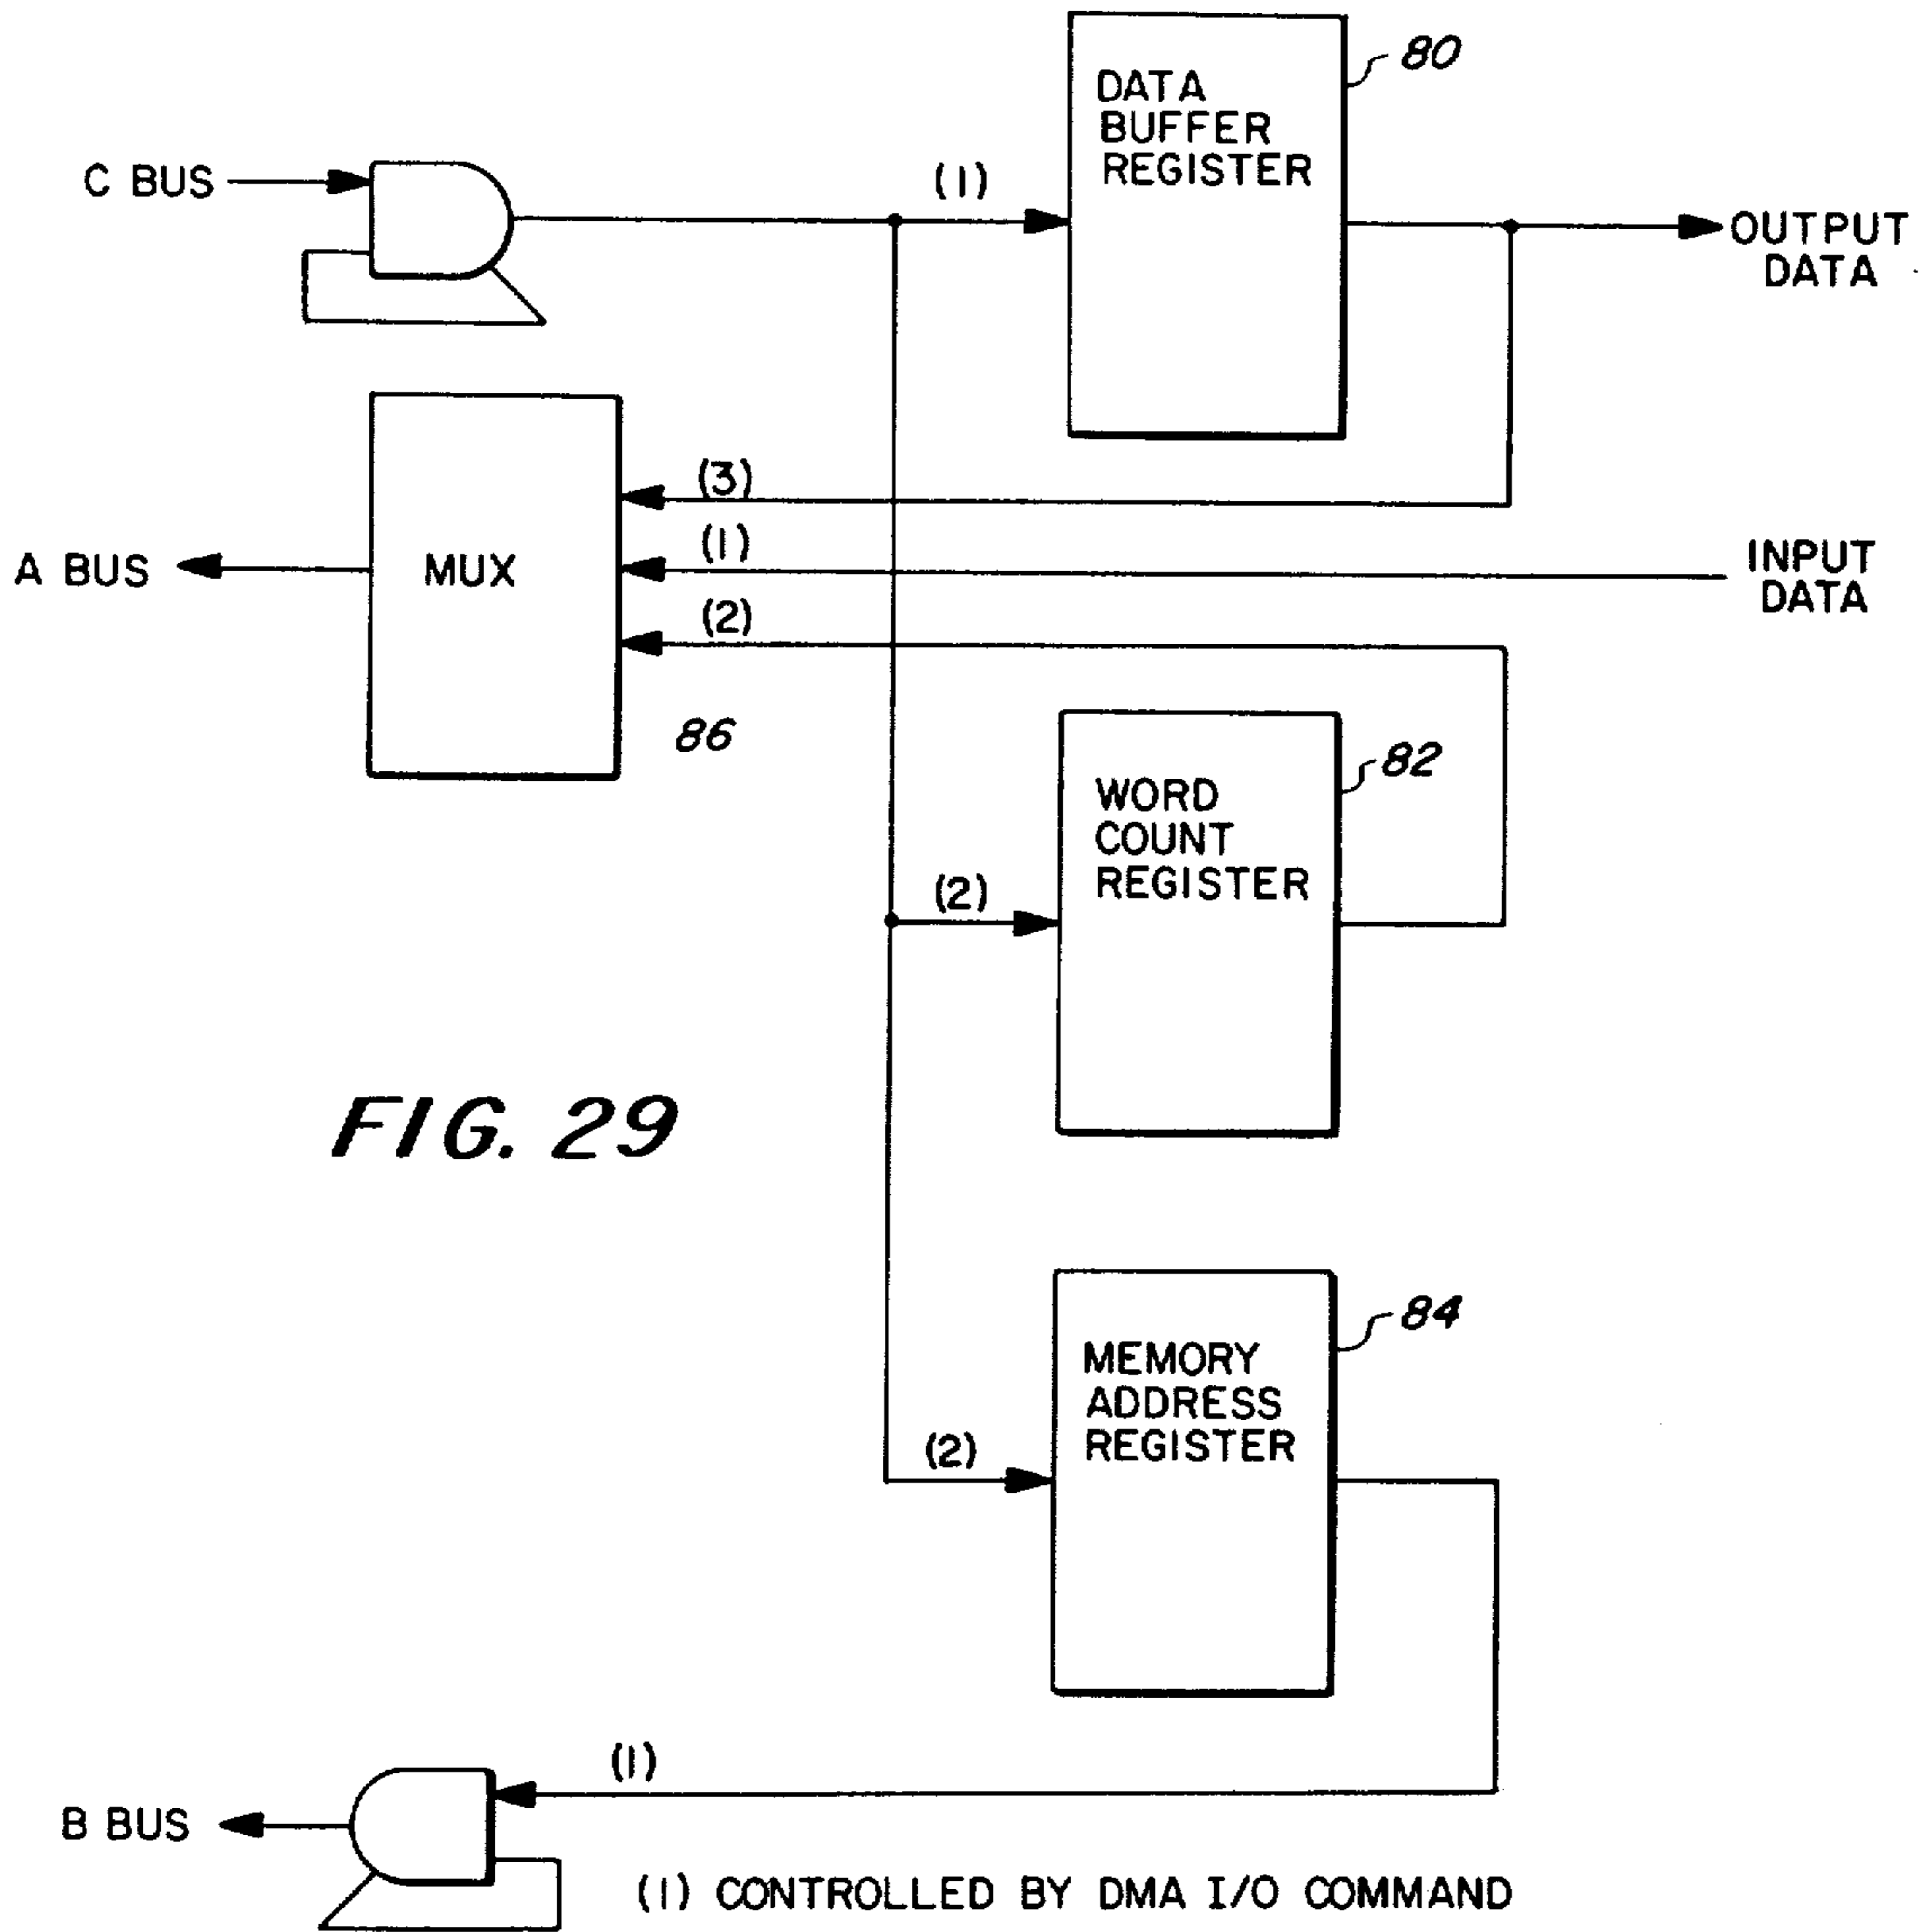 80
DATA
BUFFER
REGISTER
C BUS
(1)
OUTPUT
DATA
(3)
(1)
A BUS
MUX
INPUT
DATA
(2)
86
82
WORD
COUNT
REGISTER
(2)
FIG. 29
84
MEMORY
ADDRESS
REGISTER
(2)
(1)
B BUS
(1) CONTROLLED BY DMA I/O COMMAND